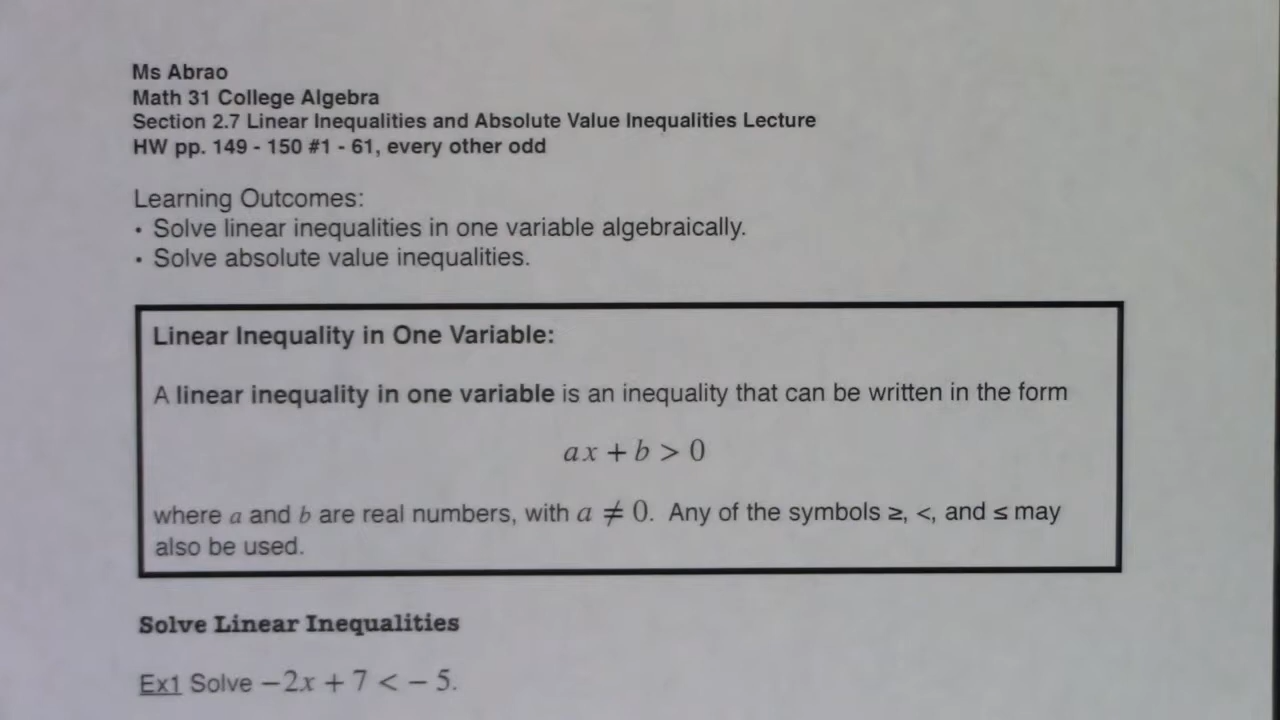 Ms Abrao
Math 31 College Algebra
Section 2.7 Linear Inequalities and Absolute Value Inequalities Lecture
HW pp. 149 - 150 #1 - 61, every other odd
Learning Outcomes:
• Solve linear inequalities in one variable algebraically.
• Solve absolute value inequalities.
Linear Inequality in One Variable:
A linear inequality in one variable is an inequality that can be written in the form
ax + b > 0
where a and b are real numbers, with a ≠ 0. Any of the symbols ≥, <, and ≤ may
also be used.
Solve Linear Inequalities
Ex1 Solve −2x + 7 < − 5.